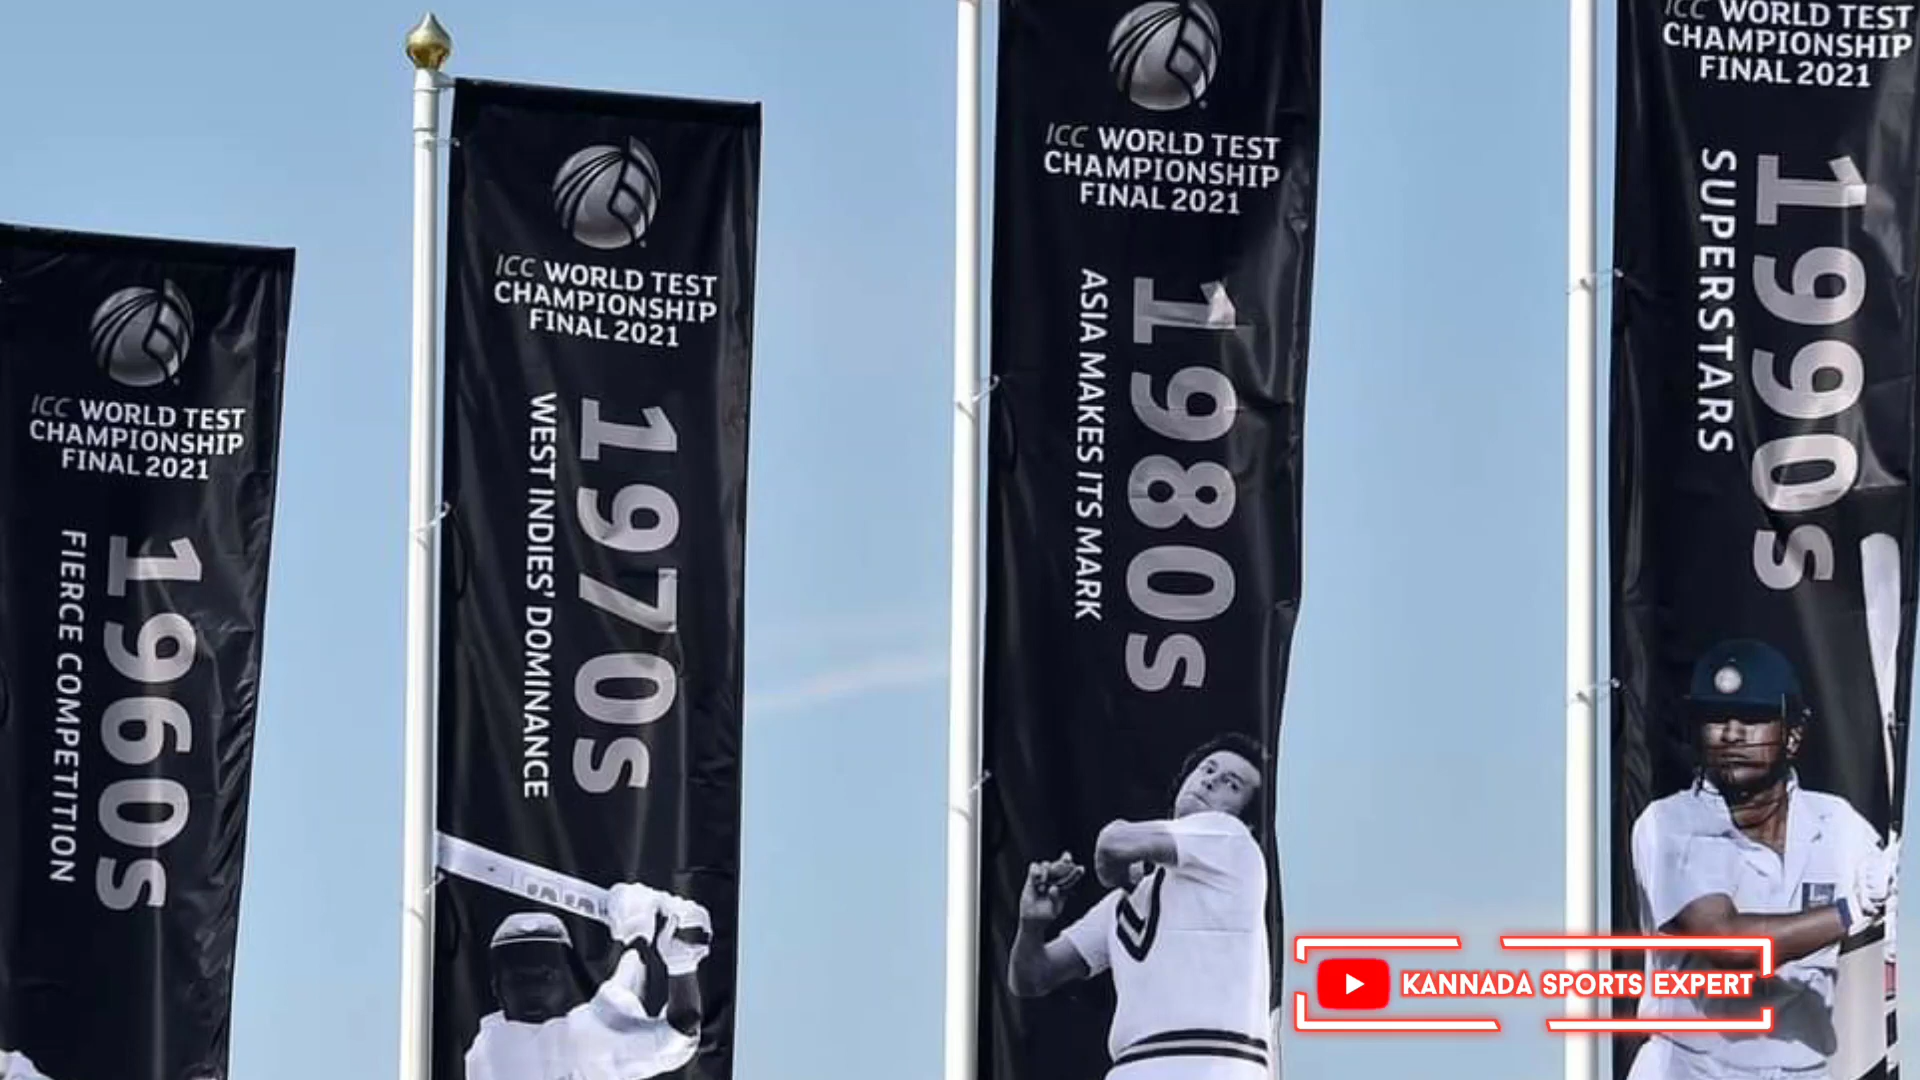 ICC WORLD TEST
CHAMPIONSHIP
FINAL 2021
1960s
FIERCE COMPETITION
ICC WORLD TEST
CHAMPIONSHIP
FINAL 2021
1970s
WEST INDIES' DOMINANCE
ICC WORLD TEST
CHAMPIONSHIP
FINAL 2021
1980s
ASIA MAKES ITS MARK
ICC WORLD TEST
CHAMPIONSHIP
FINAL 2021
1990s
SUPERSTARS
KANNADA SPORTS EXPERT